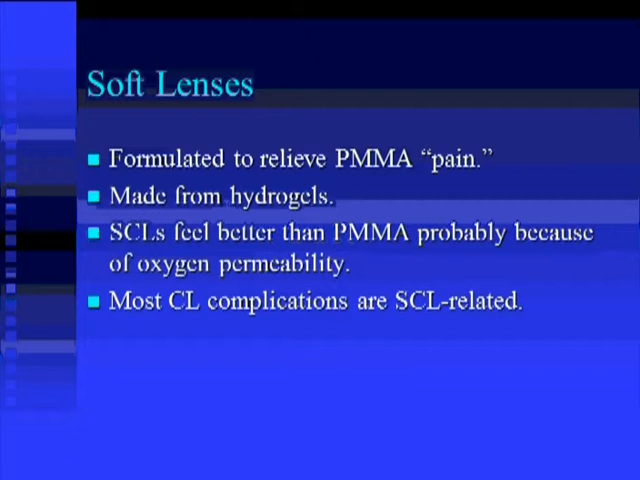 Soft Lenses
Formulated to relieve PMMA “pain.”
Made from hydrogels.
SCLs feel better than PMMA probably because
of oxygen permeability.
Most CL complications are SCL-related.